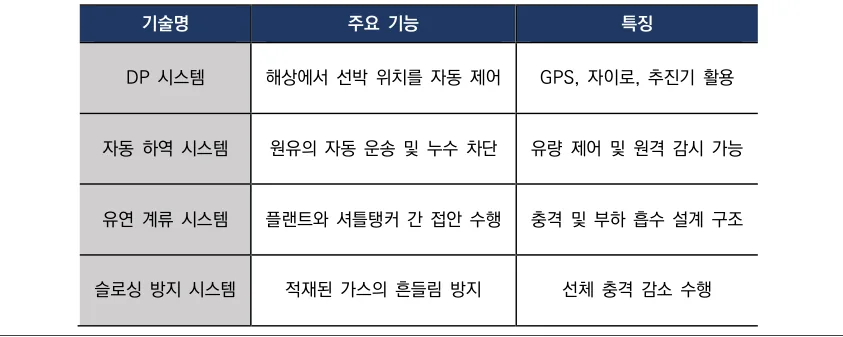 기술명 주요 기능 특징
DP 시스템 해상에서 선박 위치를 자동 제어 GPS, 자이로, 추진기 활용
자동 하역 시스템 원유의 자동 운송 및 누수 차단 유량 제어 및 원격 감시 가능
유연 계류 시스템 플랜트와 셔틀탱커 간 접안 수행 충격 및 부하 흡수 설계 구조
슬로싱 방지 시스템 적재된 가스의 흔들림 방지 선체 충격 감소 수행